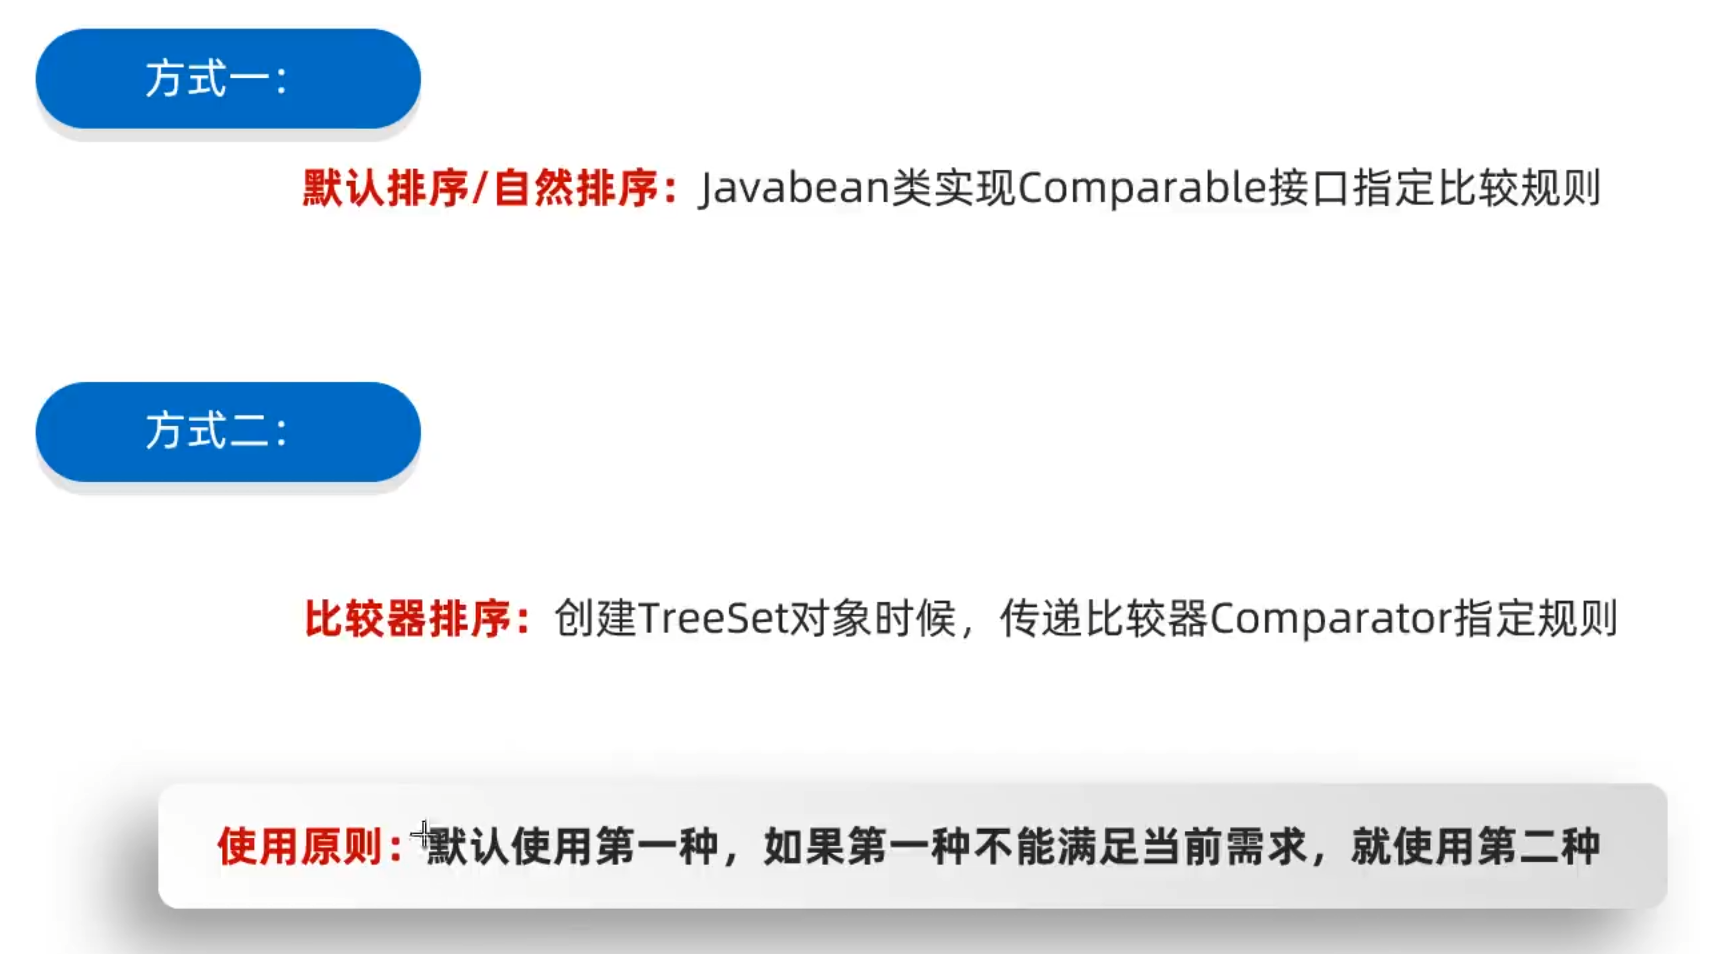 方式一：
默认排序/自然排序：Javabean类实现Comparable接口指定比较规则
方式二：
比较器排序：创建TreeSet对象时候，传递比较器Comparator指定规则
使用原则：默认使用第一种，如果第一种不能满足当前需求，就使用第二种